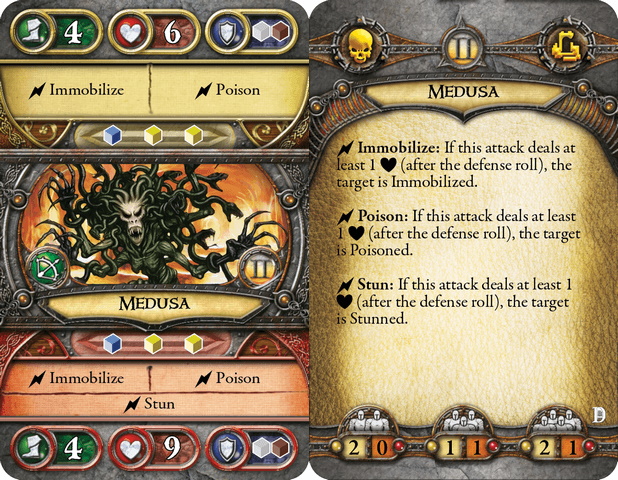 4 6
Immobilize Poison
II
MEDUSA
Immobilize Poison
Stun
4 9
II
MEDUSA
Immobilize: If this attack deals at
least 1 (after the defense roll), the
target is Immobilized.
Poison: If this attack deals at least
1 (after the defense roll), the target
is Poisoned.
Stun: If this attack deals at least 1
(after the defense roll), the target
is Stunned.
D
2 0 1 1 2 1